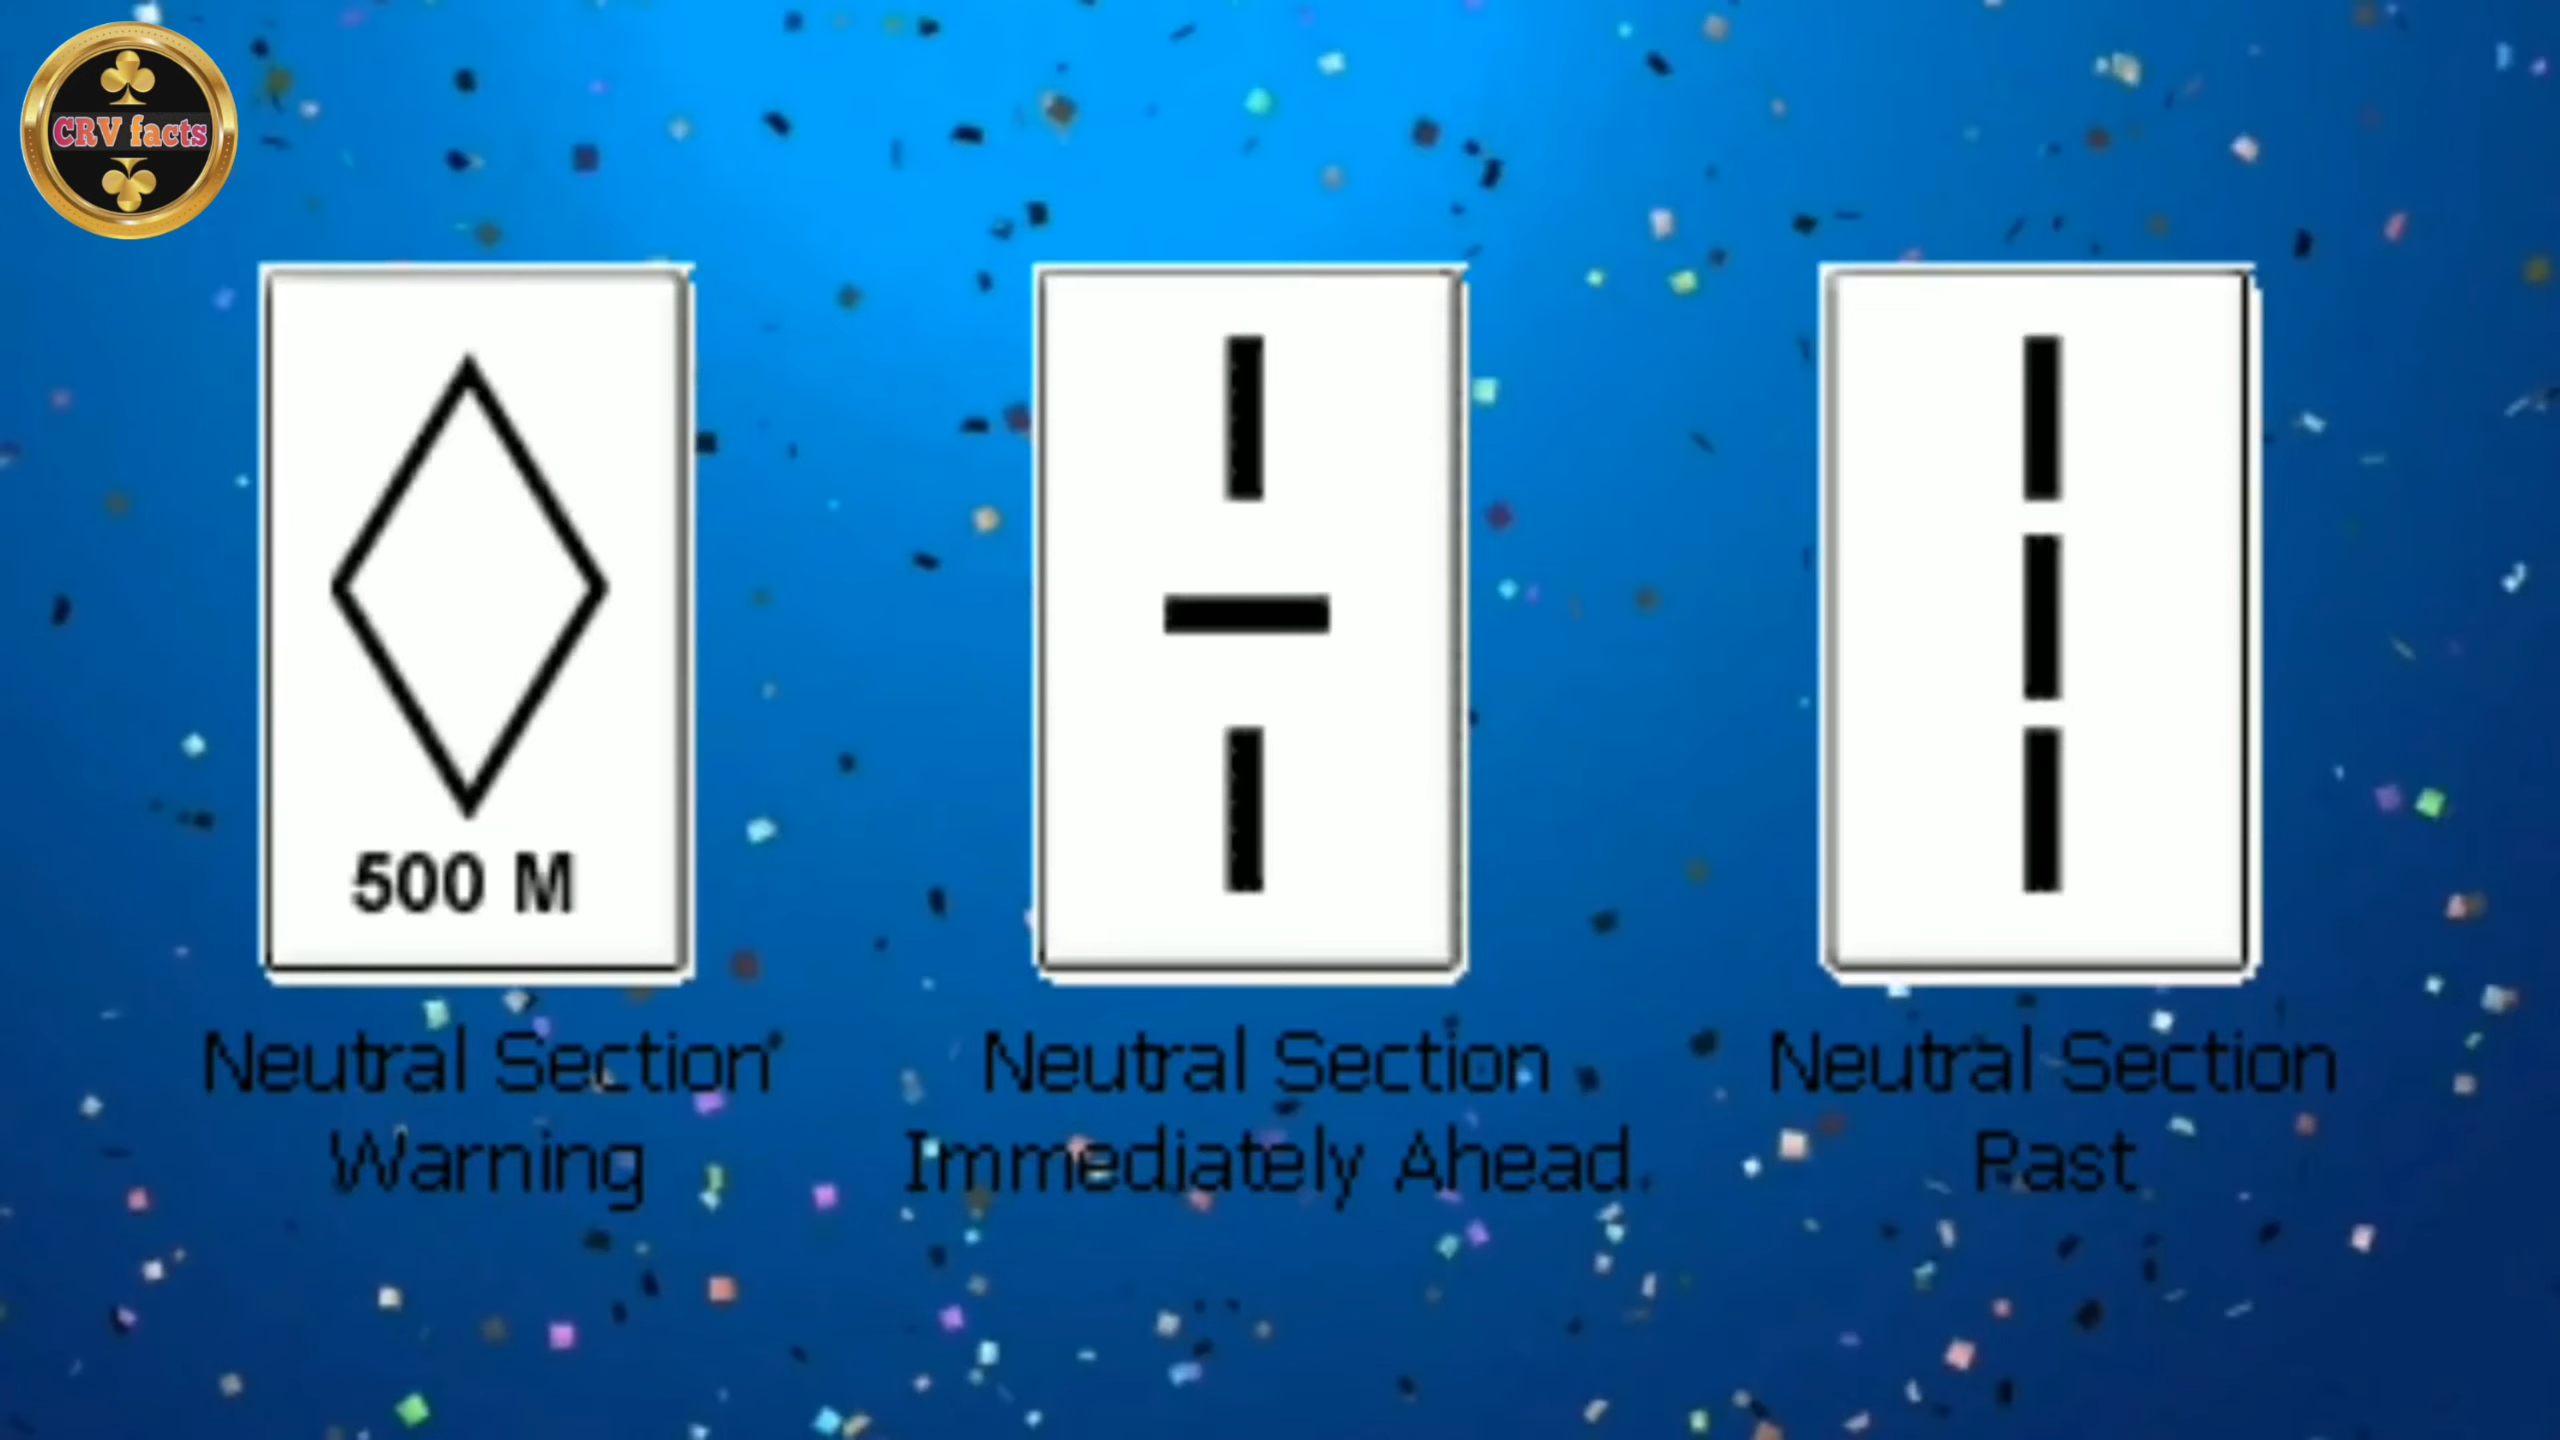 CRV facts
500 M
Neutral Section
Warning
Neutral Section
Immediately Ahead
Neutral Section
Past